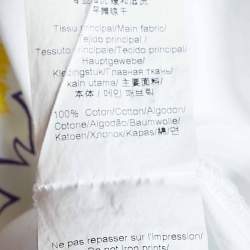 Tissu principal/Main fabric/
Tejido principal /
Tessuto principale/Tecido principal/
Hauptgewebe/
Kledingstuk/Главная ткань/
kain utama/ 主要面料/
本体 / 메인 패브릭
100% Coton/Cotton/Algodon/
Cotone/Algodão/Baumwolle/
Katoen/Хлопок/Kapas/綿/면
Ne pas repasser sur l'impression/
Do not Iron prints/